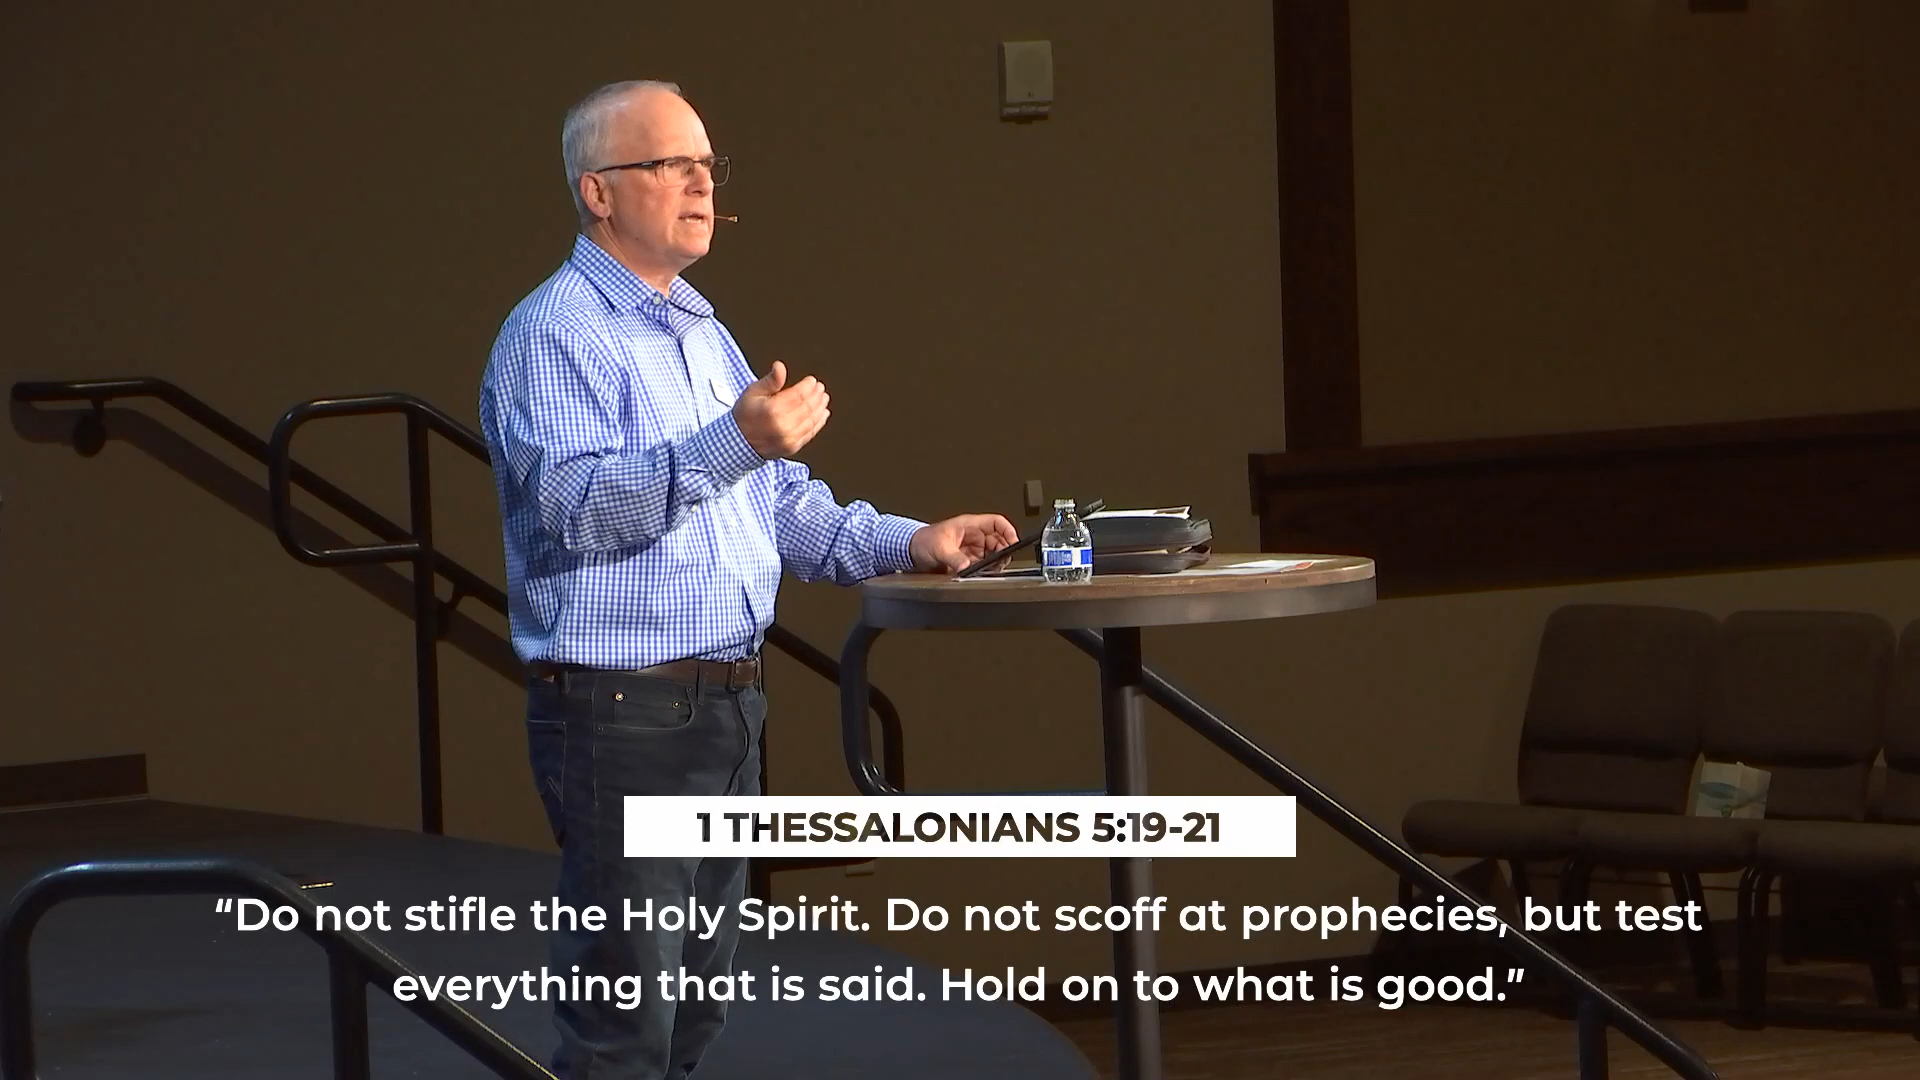 1 THESSALONIANS 5:19-21
“Do not stifle the Holy Spirit. Do not scoff at prophecies, but test
everything that is said. Hold on to what is good.”